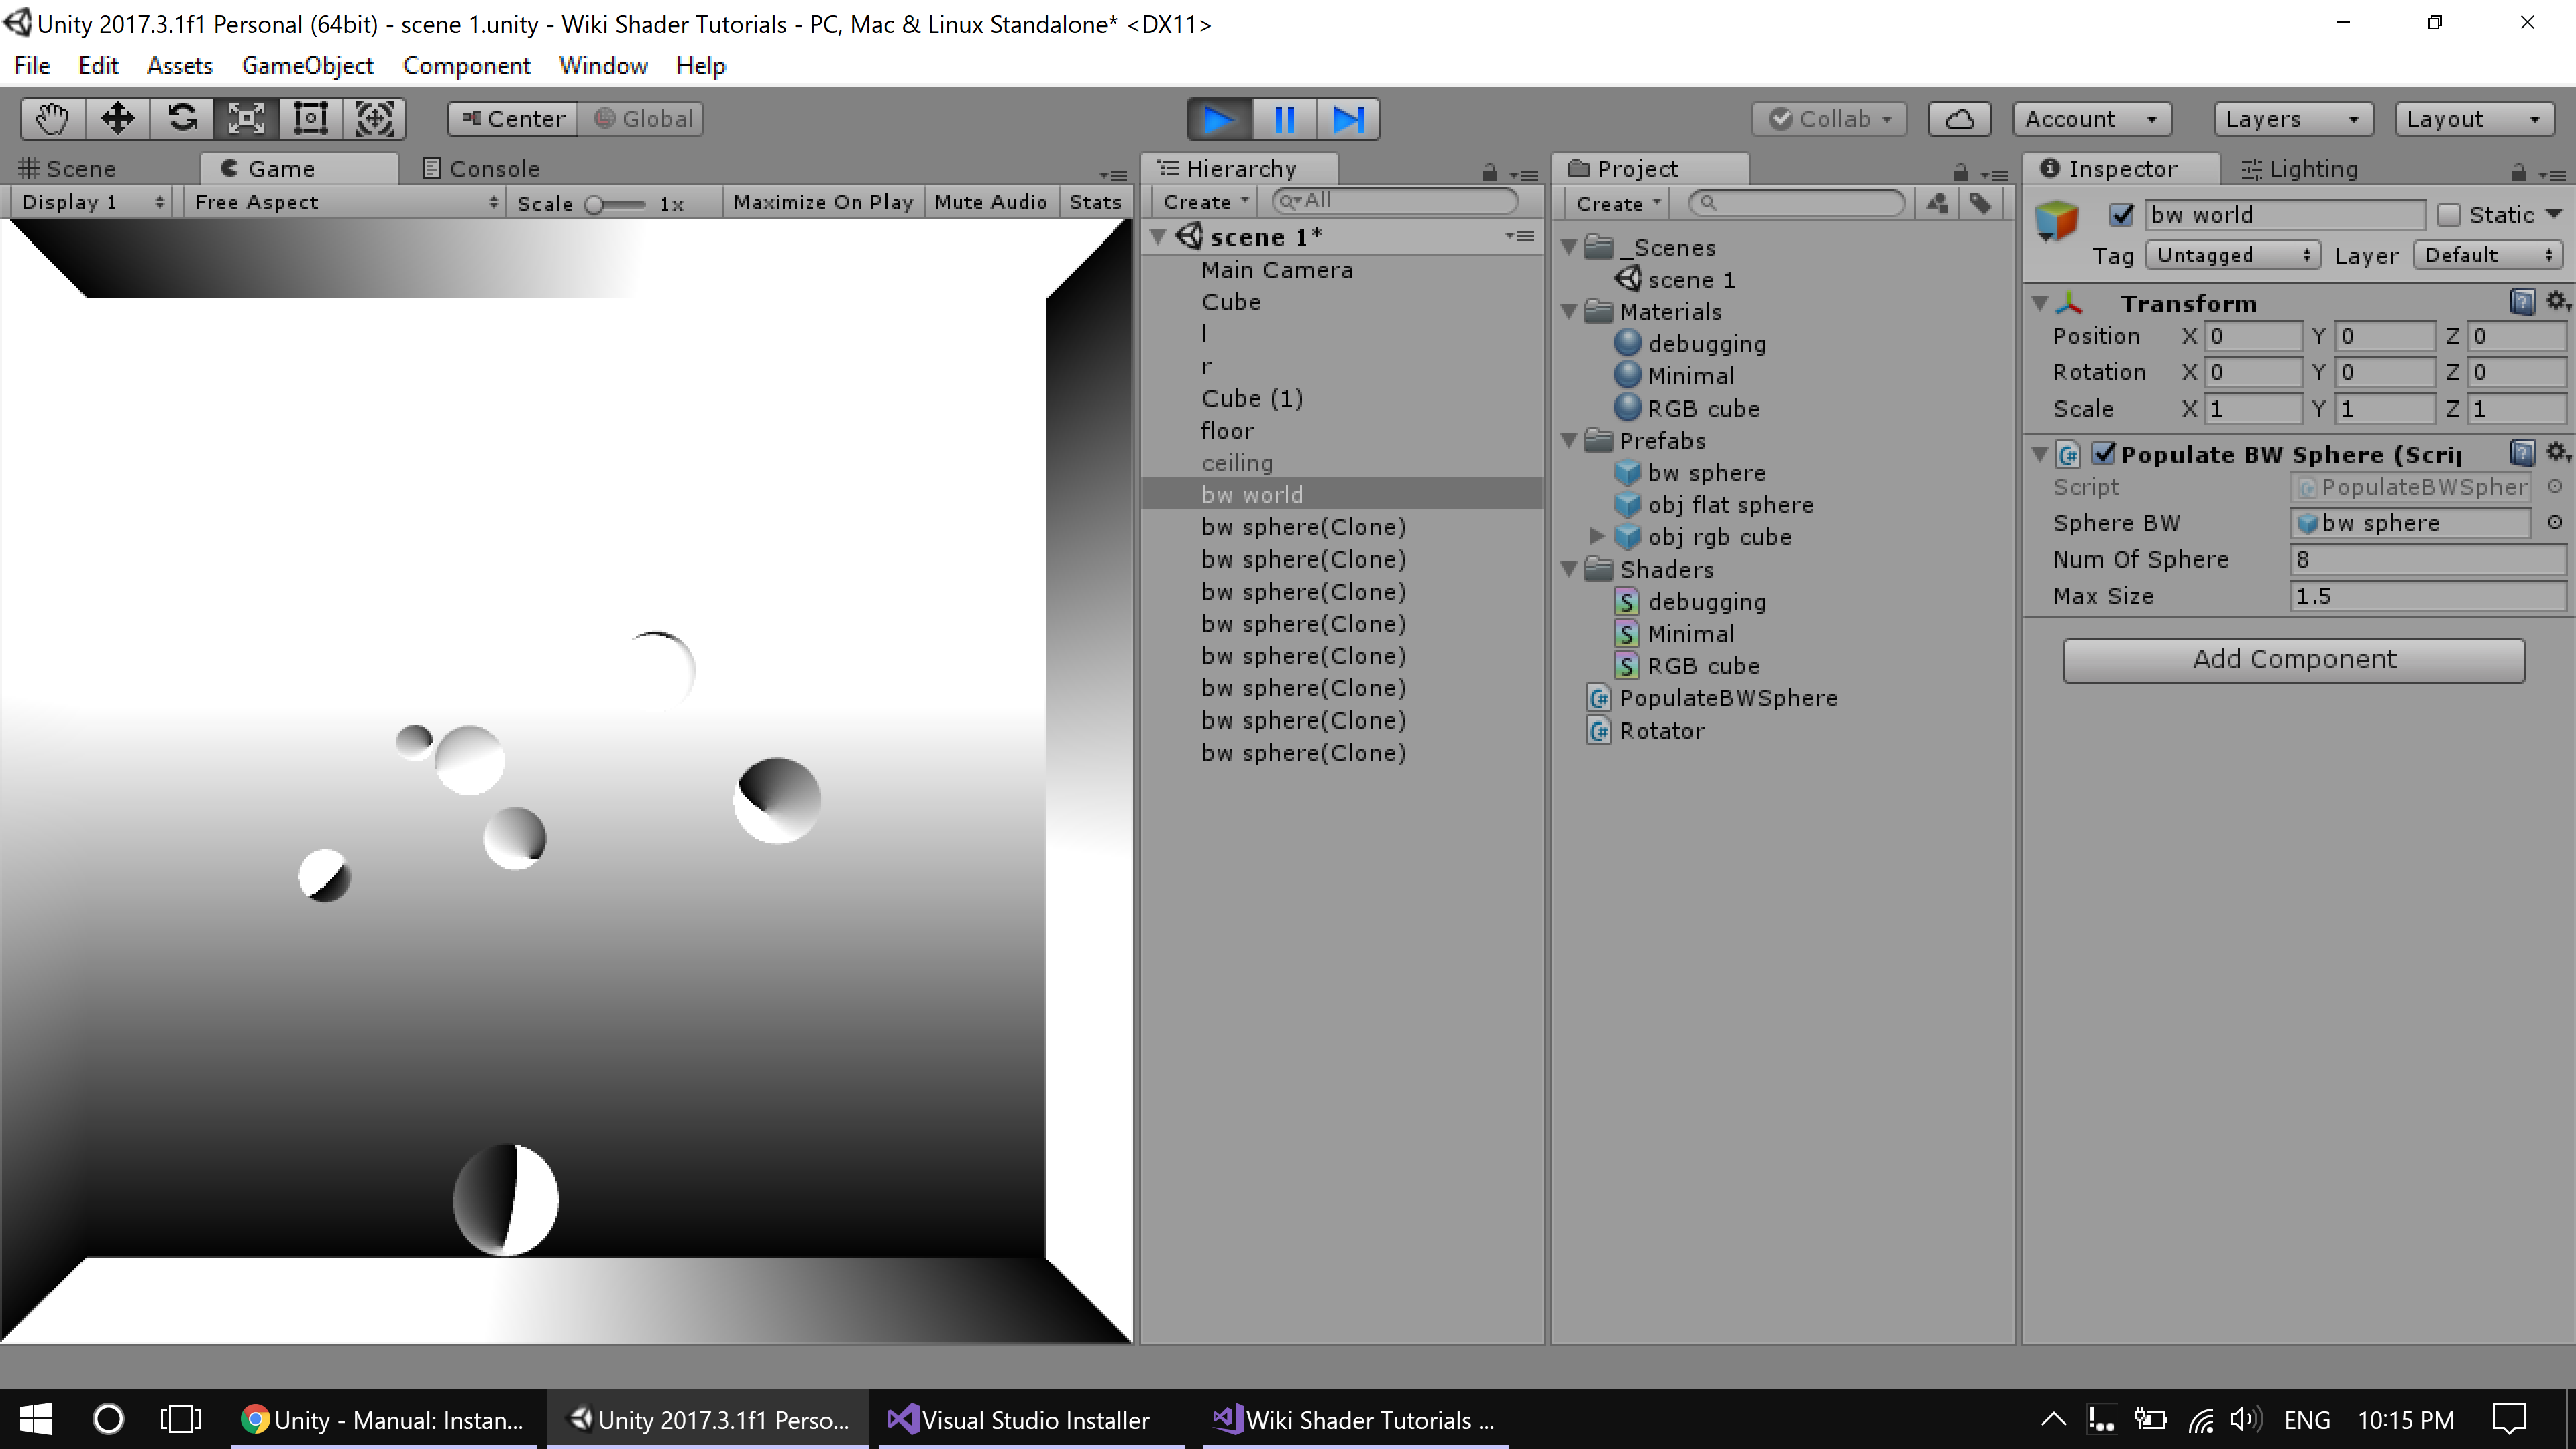 Unity 2017.3.1f1 Personal (64bit) - scene 1.unity - Wiki Shader Tutorials - PC, Mac & Linux Standalone* <DX11>
File Edit Assets GameObject Component Window Help
Center Global Collab Account Layers Layout
Scene Game Console
Display 1 Free Aspect Scale 1x Maximize On Play Mute Audio Stats
Hierarchy
Create All
scene 1*
Main Camera
Cube
l
r
Cube (1)
floor
ceiling
bw world
bw sphere(Clone)
bw sphere(Clone)
bw sphere(Clone)
bw sphere(Clone)
bw sphere(Clone)
bw sphere(Clone)
bw sphere(Clone)
bw sphere(Clone)
Project
Create
_Scenes
scene 1
Materials
debugging
Minimal
RGB cube
Prefabs
bw sphere
obj flat sphere
obj rgb cube
Shaders
S debugging
S Minimal
S RGB cube
C# PopulateBWSphere
C# Rotator
Inspector Lighting
bw world Static
Tag Untagged Layer Default
Transform
Position X 0 Y 0 Z 0
Rotation X 0 Y 0 Z 0
Scale X 1 Y 1 Z 1
C# Populate BW Sphere (Scrip
Script PopulateBWSpher
Sphere BW bw sphere
Num Of Sphere 8
Max Size 1.5
Add Component
Unity - Manual: Instan... Unity 2017.3.1f1 Perso... Visual Studio Installer Wiki Shader Tutorials ... ENG 10:15 PM